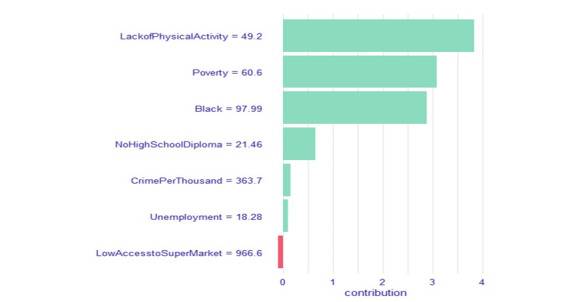 LackofPhysicalActivity = 49.2
Poverty = 60.6
Black = 97.99
NoHighSchoolDiploma = 21.46
CrimePerThousand = 363.7
Unemployment = 18.28
LowAccesstoSuperMarket = 966.6
0 1 2 3 4
contribution